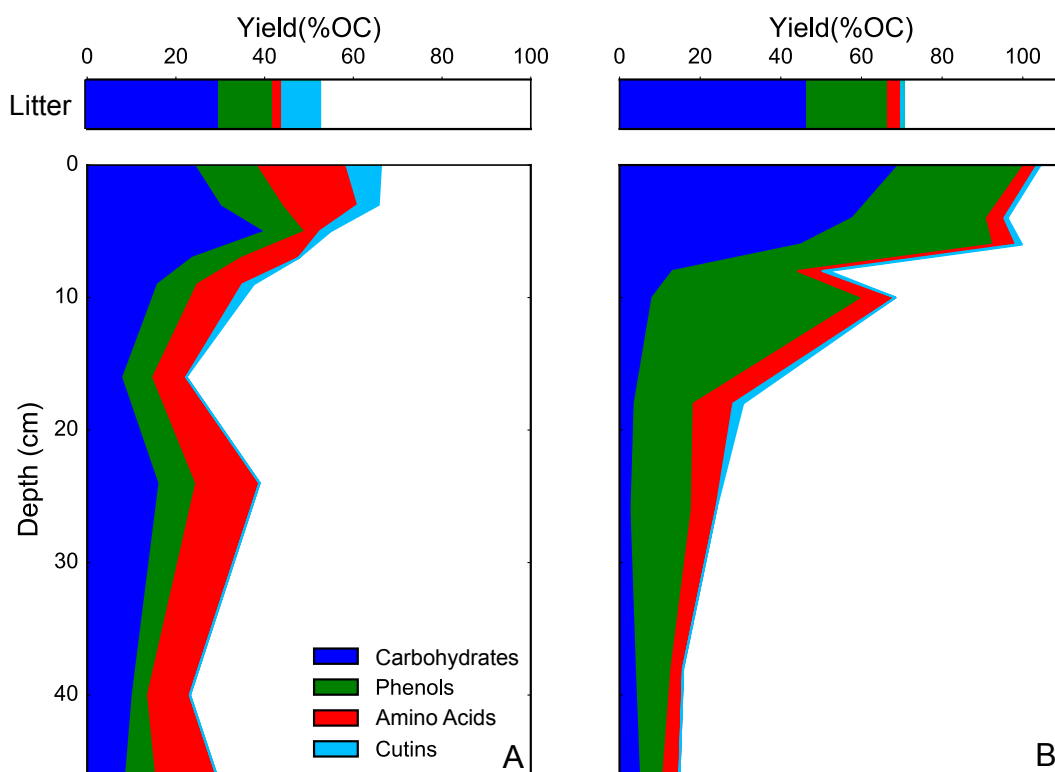 Yield(%OC)
0 20 40 60 80 100
Litter
0
10
20
30
40
Depth (cm)
Carbohydrates
Phenols
Amino Acids
Cutins
A
Yield(%OC)
0 20 40 60 80 100
B